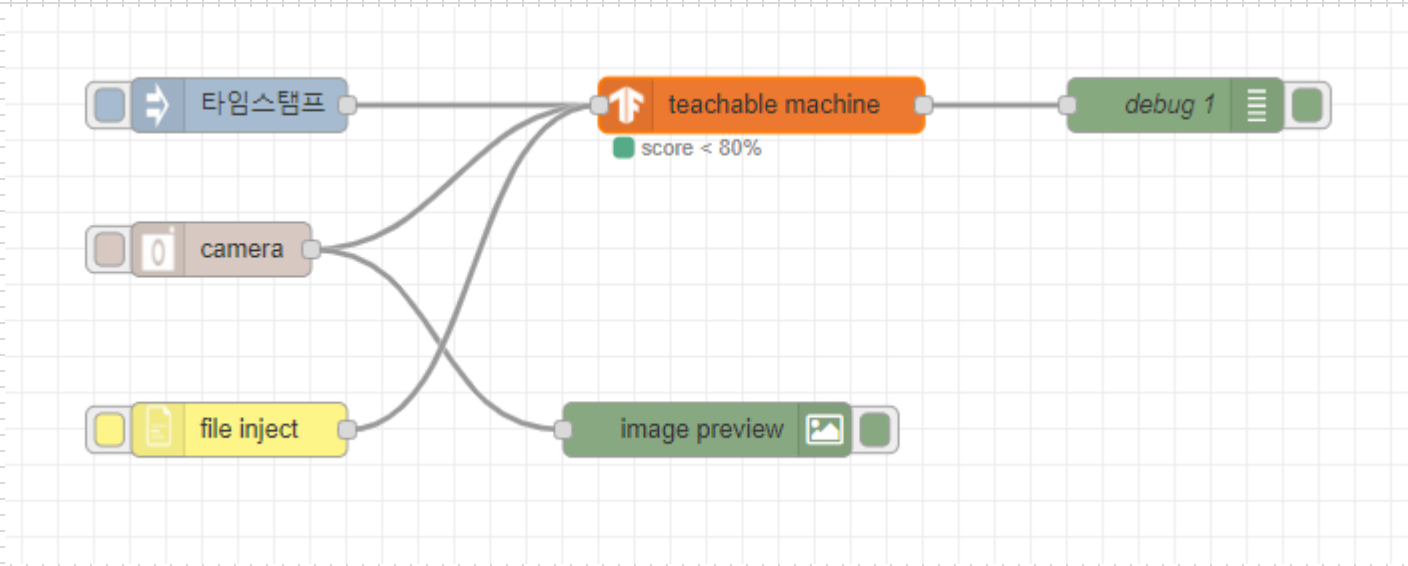 타임스탬프
teachable machine
debug 1
score < 80%
camera
file inject
image preview